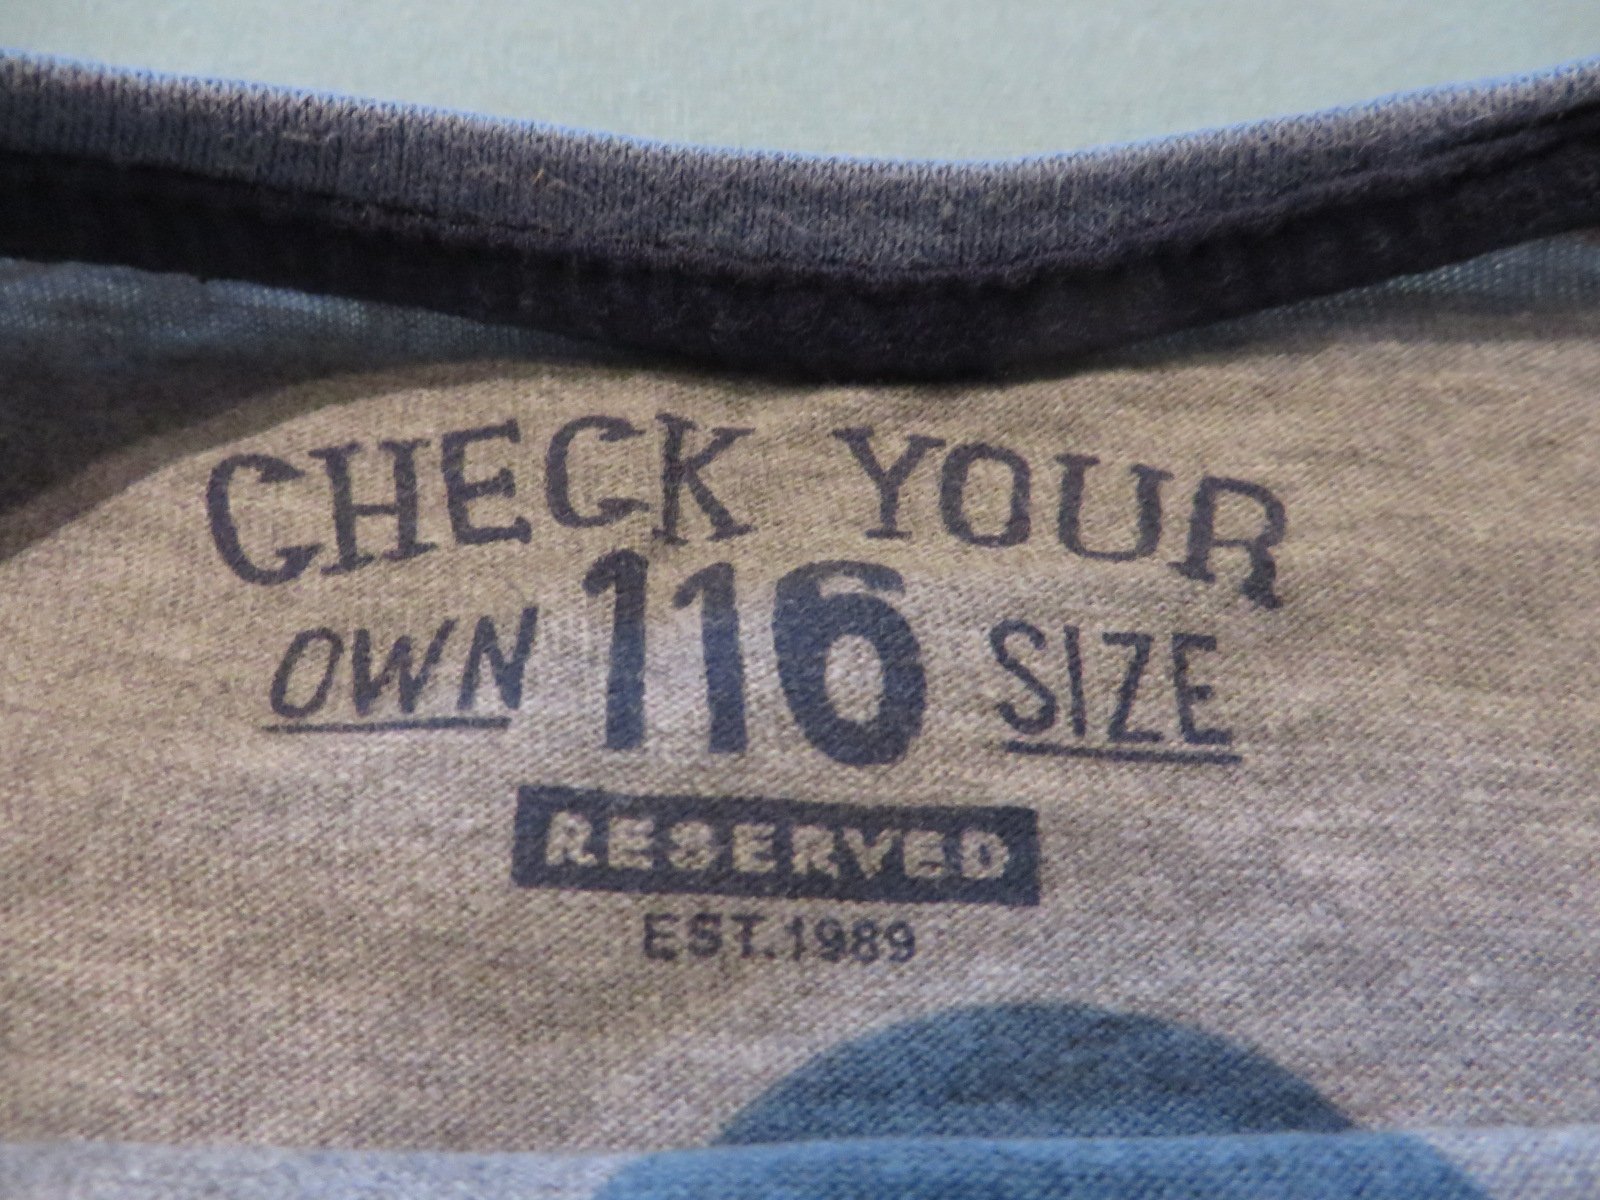 CHECK YOUR
OWN 116 SIZE
RESERVED
EST.1989